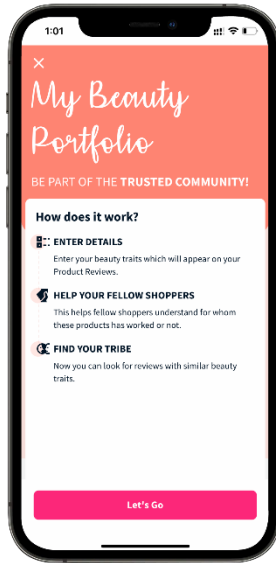 1:01
My Beauty
Portfolio
BE PART OF THE TRUSTED COMMUNITY!
How does it work?
ENTER DETAILS
Enter your beauty traits which will appear on your
Product Reviews.
HELP YOUR FELLOW SHOPPERS
This helps fellow shoppers understand for whom
these products has worked or not.
FIND YOUR TRIBE
Now you can look for reviews with similar beauty
traits.
Let's Go